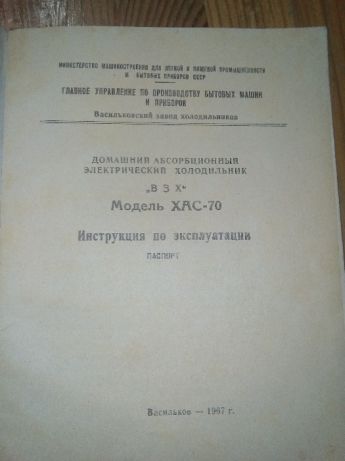 МИНИСТЕРСТВО МАШИНОСТРОЕНИЯ ДЛЯ ЛЕГКОЙ И ПИЩЕВОЙ ПРОМЫШЛЕННОСТИ
И БЫТОВЫХ ПРИБОРОВ СССР
ГЛАВНОЕ УПРАВЛЕНИЕ ПО ПРОИЗВОДСТВУ БЫТОВЫХ МАШИН
И ПРИБОРОВ
Васильковский завод холодильников
ДОМАШНИЙ АБСОРБЦИОННЫЙ
ЭЛЕКТРИЧЕСКИЙ ХОЛОДИЛЬНИК
„ВЗХ“
Модель ХАС-70
Инструкция по эксплуатации
ПАСПОРТ
Васильков — 1967 г.